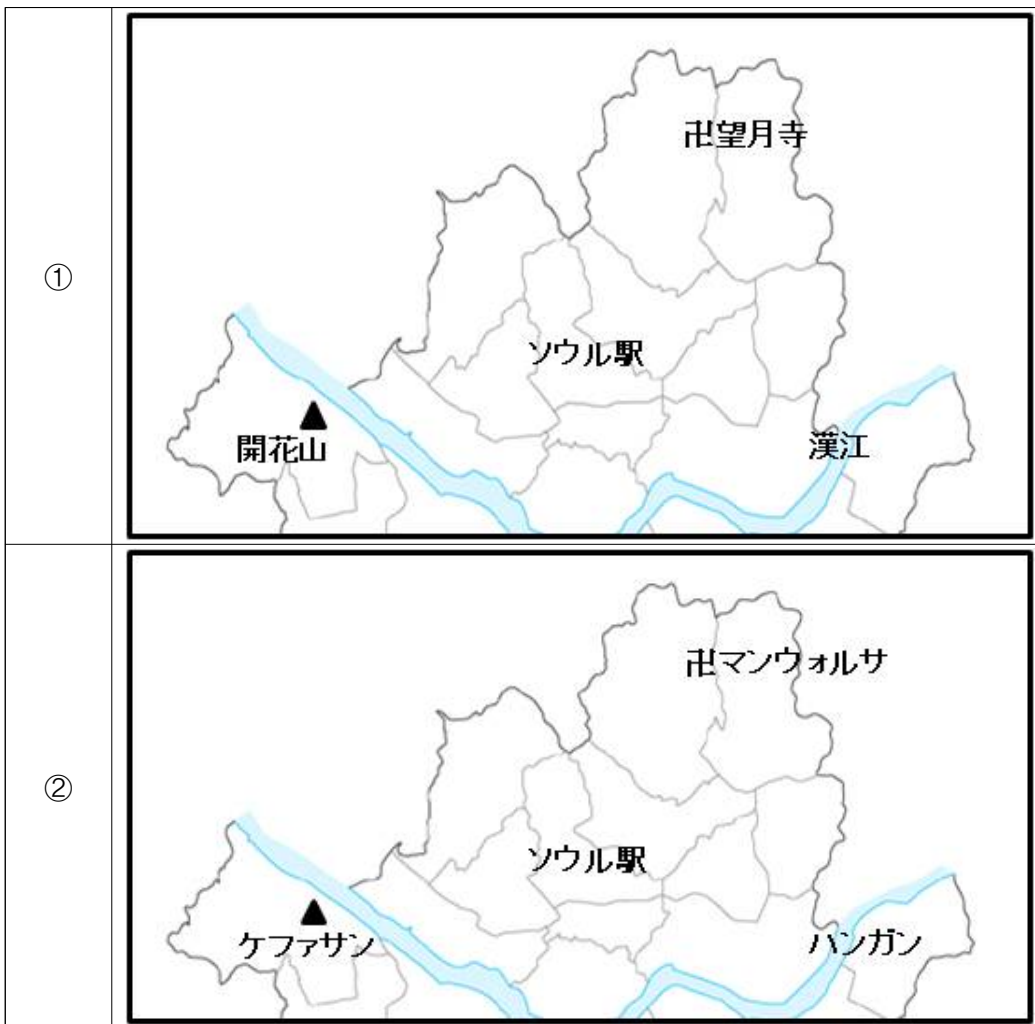 ①
卍望月寺
ソウル駅
開花山
漢江
②
卍マンウォルサ
ソウル駅
ケファサン
ハンガン